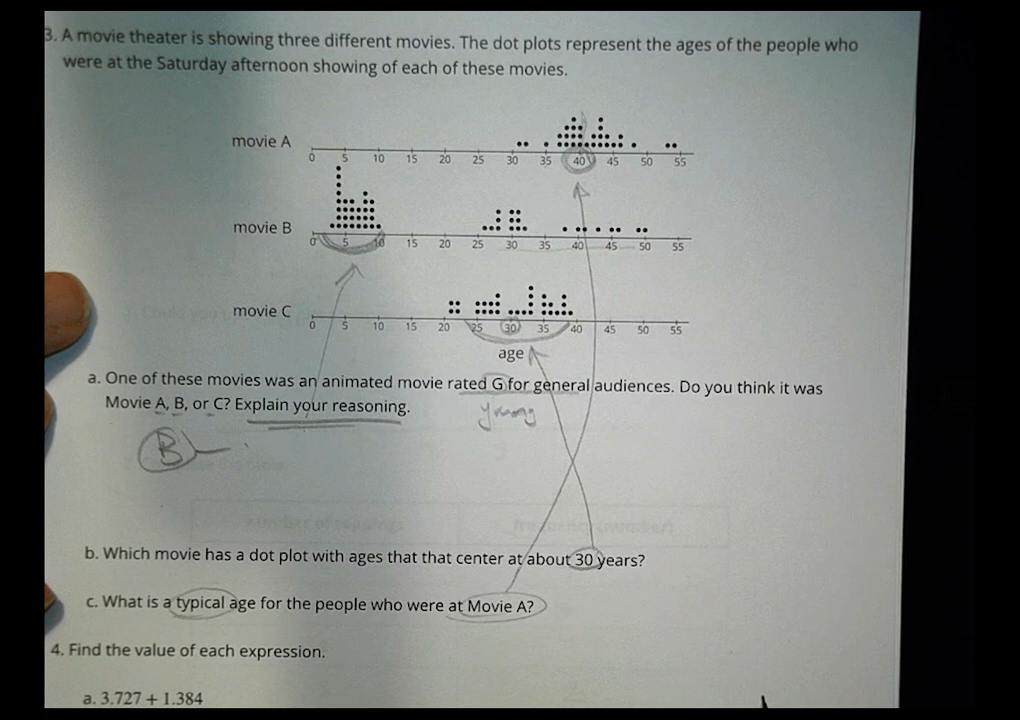 3. A movie theater is showing three different movies. The dot plots represent the ages of the people who
were at the Saturday afternoon showing of each of these movies.
movie A
0 5 10 15 20 25 30 35 40 45 50 55
movie B
0 5 10 15 20 25 30 35 40 45 50 55
movie C
0 5 10 15 20 25 30 35 40 45 50 55
age
a. One of these movies was an animated movie rated G for general audiences. Do you think it was
Movie A, B, or C? Explain your reasoning.
young
B
b. Which movie has a dot plot with ages that that center at about 30 years?
c. What is a typical age for the people who were at Movie A?
4. Find the value of each expression.
a. 3.727 + 1.384